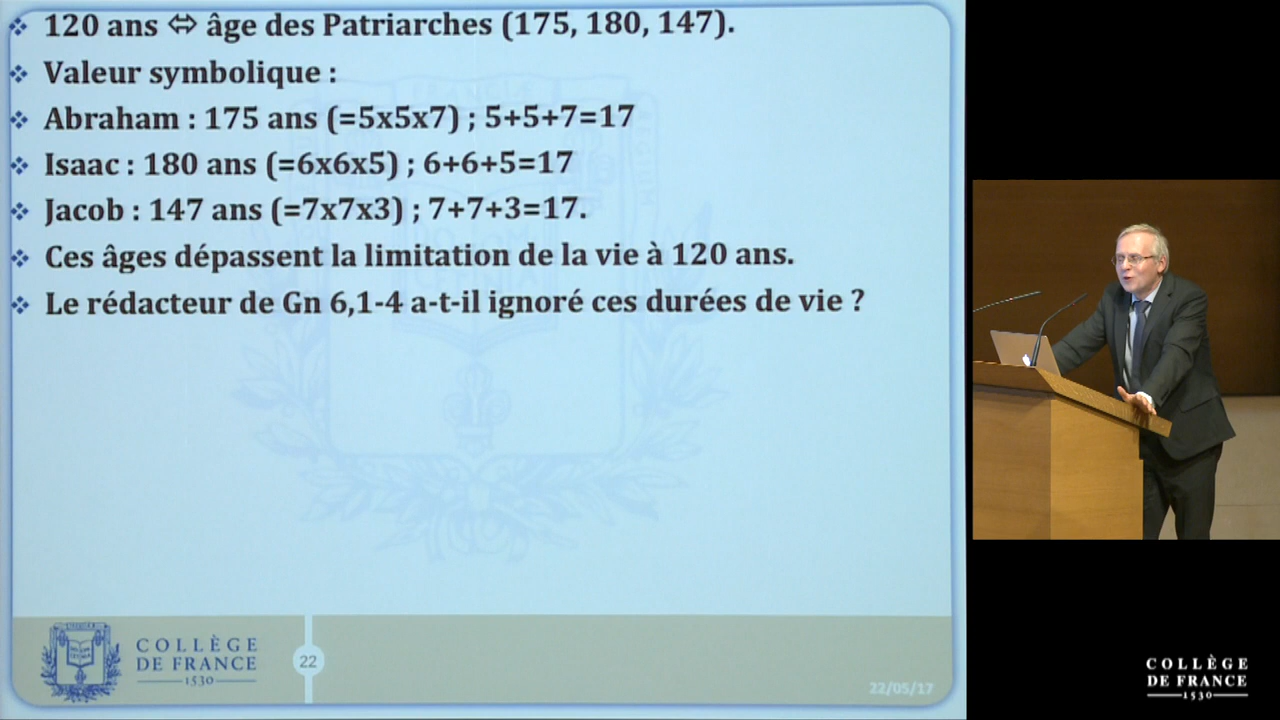 120 ans ⇔ âge des Patriarches (175, 180, 147).
Valeur symbolique :
Abraham : 175 ans (=5x5x7) ; 5+5+7=17
Isaac : 180 ans (=6x6x5) ; 6+6+5=17
Jacob : 147 ans (=7x7x3) ; 7+7+3=17.
Ces âges dépassent la limitation de la vie à 120 ans.
Le rédacteur de Gn 6,1-4 a-t-il ignoré ces durées de vie ?
COLLÈGE
DE FRANCE
1530
22
22/05/17
COLLÈGE
DE FRANCE
1530